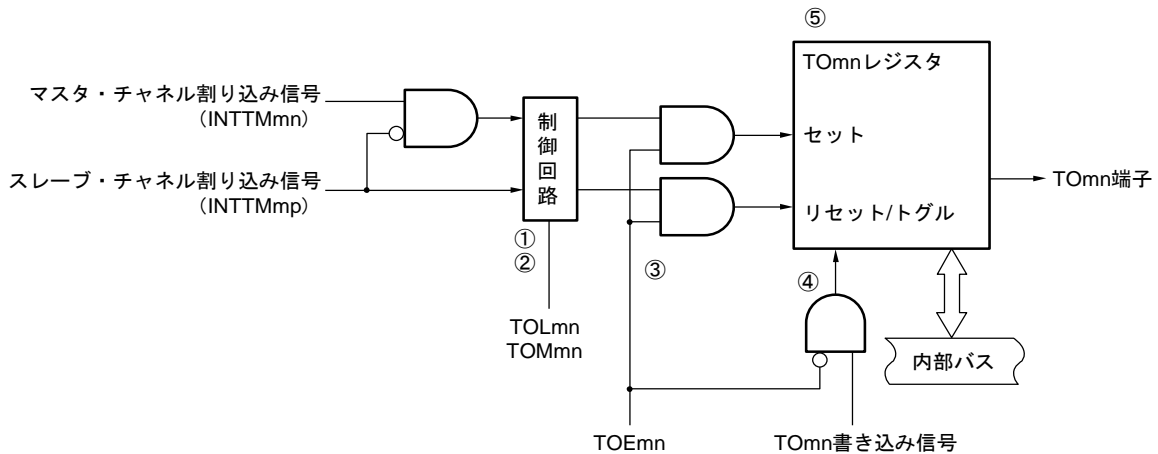 ⑤
TOmnレジスタ
マスタ・チャネル割り込み信号
(INTTMmn)
制御回路
セット
スレーブ・チャネル割り込み信号
(INTTMmp)
TOmn端子
リセット/トグル
①
②
③
④
TOLmn
TOMmn
内部バス
TOEmn
TOmn書き込み信号